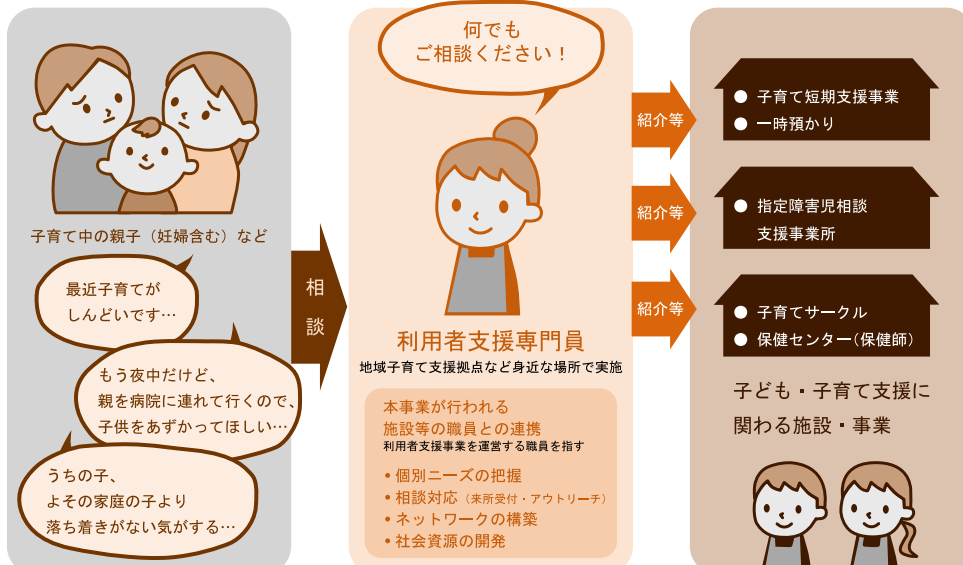 子育て中の親子（妊婦含む）など
最近子育てが
しんどいです…
もう夜中だけど、
親を病院に連れて行くので、
子供をあずかってほしい…
うちの子、
よその家庭の子より
落ち着きがない気がする…
相
談
何でも
ご相談ください！
利用者支援専門員
地域子育て支援拠点など身近な場所で実施
本事業が行われる
施設等の職員との連携
利用者支援事業を運営する職員を指す
•個別ニーズの把握
•相談対応（来所受付・アウトリーチ）
•ネットワークの構築
•社会資源の開発
紹介等
紹介等
紹介等
● 子育て短期支援事業
● 一時預かり
● 指定障害児相談
支援事業所
● 子育てサークル
● 保健センター（保健師）
子ども・子育て支援に
関わる施設・事業